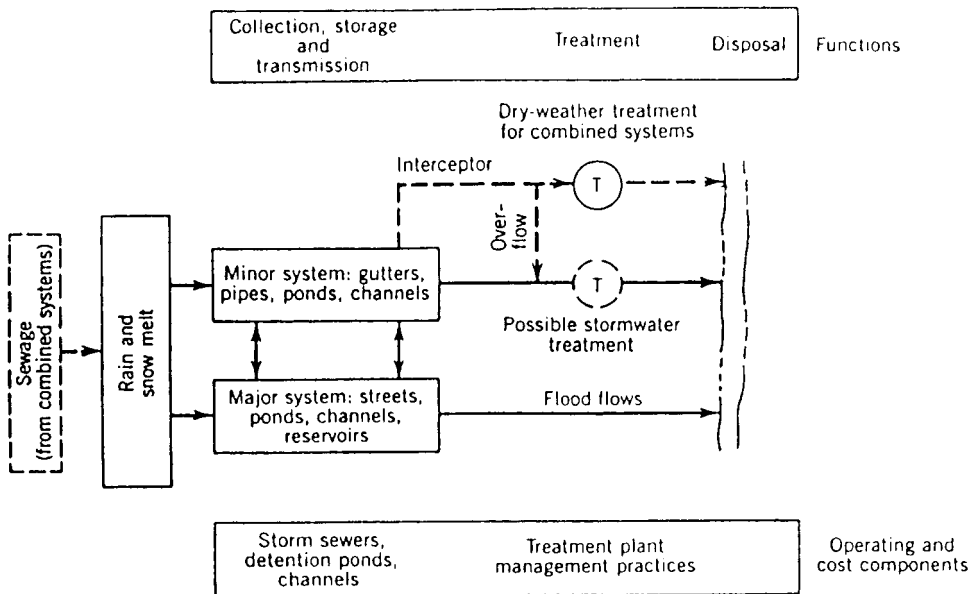 Collection, storage
and
transmission
Treatment
Disposal
Functions
Dry-weather treatment
for combined systems
Interceptor
T
Over-
flow
Sewage
(from combined systems)
Rain and
snow melt
Minor system: gutters,
pipes, ponds, channels
T
Possible stormwater
treatment
Major system: streets,
ponds, channels,
reservoirs
Flood flows
Storm sewers,
detention ponds,
channels
Treatment plant
management practices
Operating and
cost components